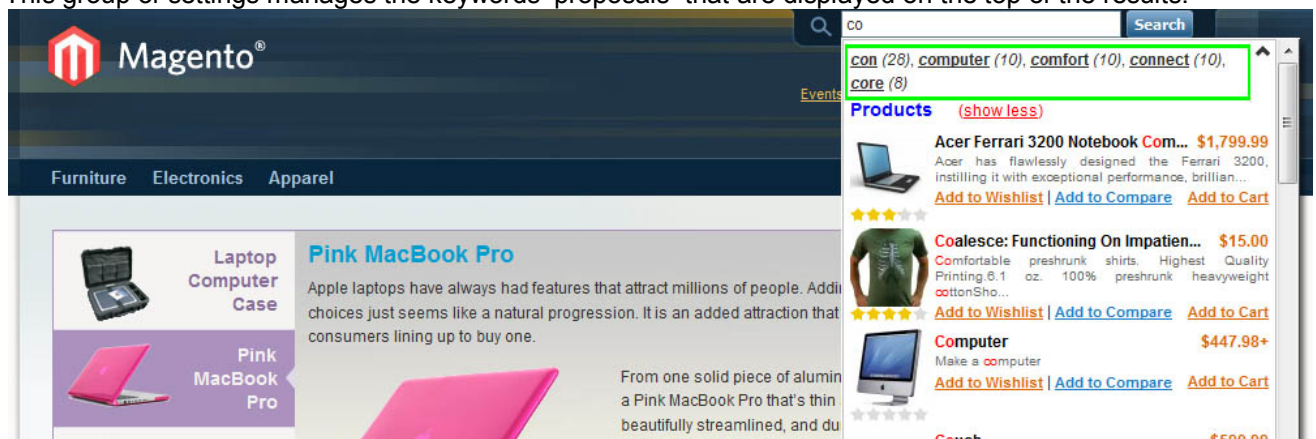 This group of settings manages the keywords' proposals that are displayed on the top of the results.
Magento®
co
Search
con (28), computer (10), comfort (10), connect (10),
core (8)
Events
Products (show less)
Acer Ferrari 3200 Notebook Com... $1,799.99
Acer has flawlessly designed the Ferrari 3200,
instilling it with exceptional performance, brillian...
Add to Wishlist | Add to Compare Add to Cart
Furniture Electronics Apparel
Coalesce: Functioning On Impatien... $15.00
Comfortable preshrunk shirts. Highest Quality
Printing.6.1 oz. 100% preshrunk heavyweight
cottonSho...
Add to Wishlist | Add to Compare Add to Cart
Computer $447.98+
Make a computer
Add to Wishlist | Add to Compare Add to Cart
Laptop
Computer
Case
Pink
MacBook
Pro
Pink MacBook Pro
Apple laptops have always had features that attract millions of people. Addi
choices just seems like a natural progression. It is an added attraction that
consumers lining up to buy one.
From one solid piece of alumin
a Pink MacBook Pro that's thin
beautifully streamlined, and du